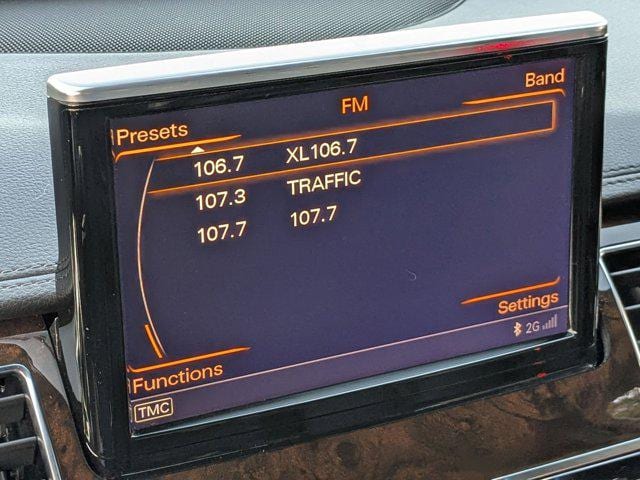 FM
Band
Presets
106.7 XL106.7
107.3 TRAFFIC
107.7 107.7
Settings
2G
Functions
TMC